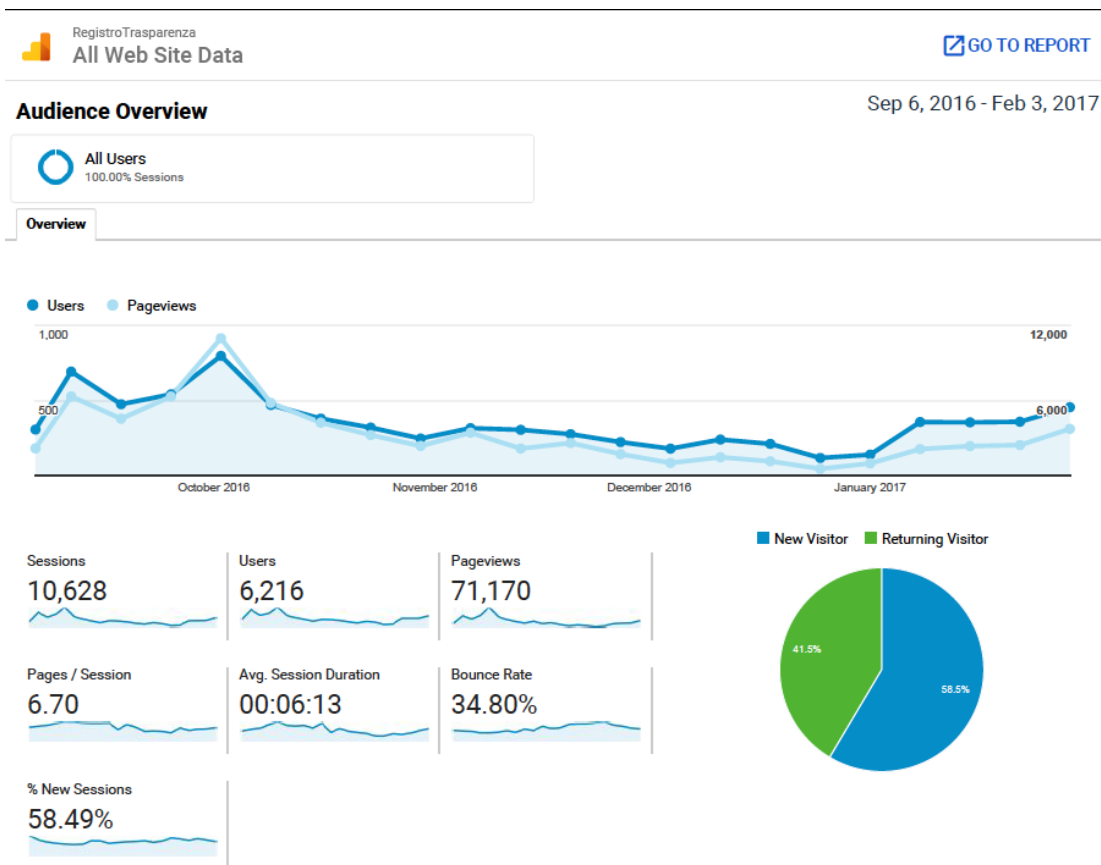 RegistroTrasparenza
All Web Site Data
GO TO REPORT
Audience Overview
Sep 6, 2016 - Feb 3, 2017
All Users
100.00% Sessions
Overview
Users
Pageviews
1,000
12,000
500
6,000
October 2016
November 2016
December 2016
January 2017
New Visitor
Returning Visitor
Sessions
10,628
Users
6,216
Pageviews
71,170
41.5%
58.5%
Pages / Session
6.70
Avg. Session Duration
00:06:13
Bounce Rate
34.80%
% New Sessions
58.49%